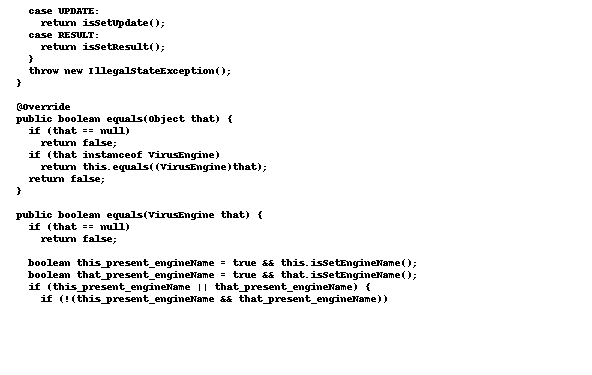 case UPDATE:
return isSetUpdate();
case RESULT:
return isSetResult();
}
throw new IllegalStateException();
}
@Override
public boolean equals(Object that) {
if (that == null)
return false;
if (that instanceof VirusEngine)
return this.equals((VirusEngine)that);
return false;
}
public boolean equals(VirusEngine that) {
if (that == null)
return false;
boolean this_present_engineName = true && this.isSetEngineName();
boolean that_present_engineName = true && that.isSetEngineName();
if (this_present_engineName || that_present_engineName) {
if (!(this_present_engineName && that_present_engineName))